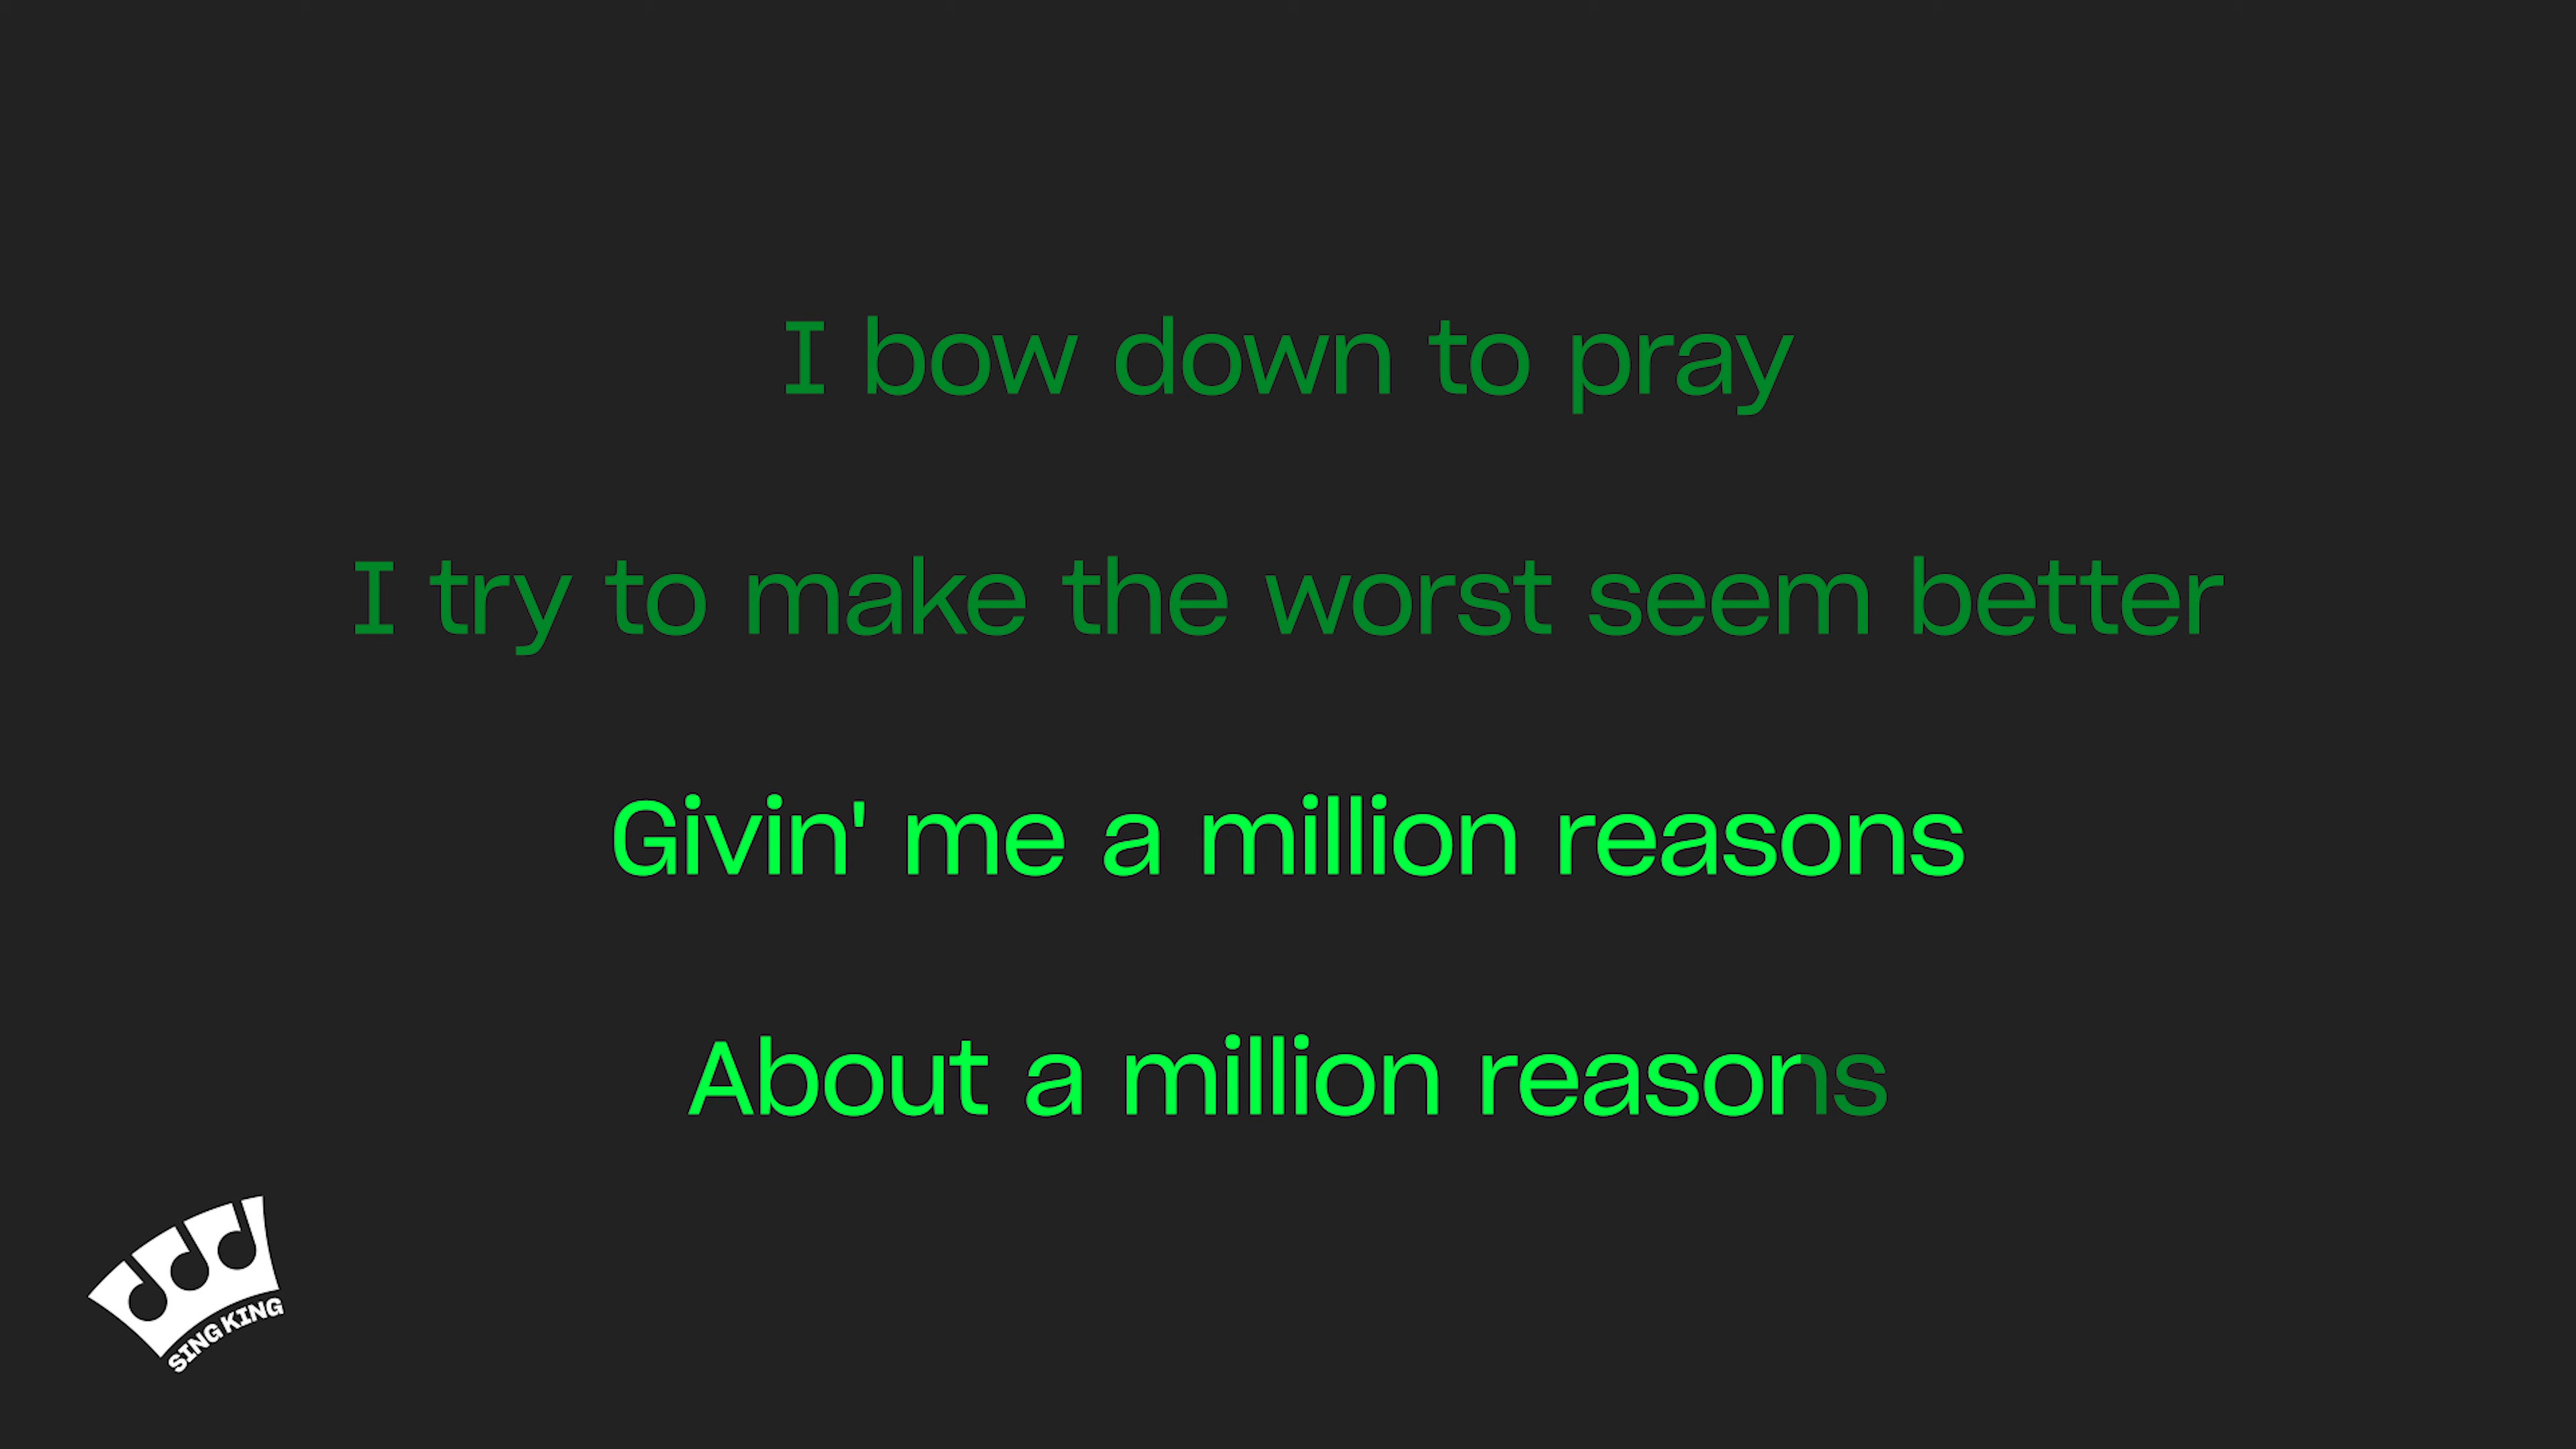 I bow down to pray
I try to make the worst seem better
Givin' me a million reasons
About a million reasons
SING KING